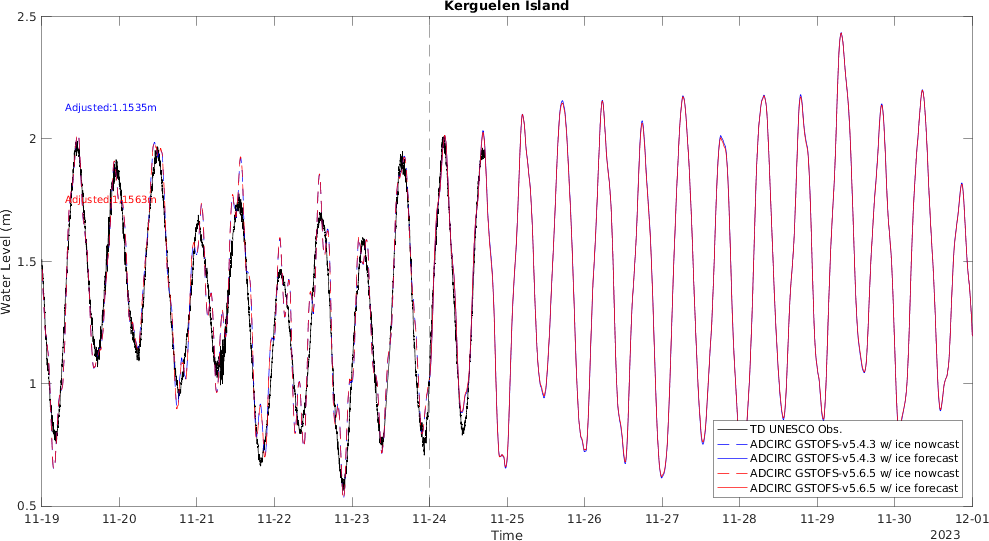 Kerguelen Island
2.5
2
1.5
1
0.5
Water Level (m)
Adjusted:1.1535m
Adjusted:1.1563m
TD UNESCO Obs.
ADCIRC GSTOFS-v5.4.3 w/ ice nowcast
ADCIRC GSTOFS-v5.4.3 w/ ice forecast
ADCIRC GSTOFS-v5.6.5 w/ ice nowcast
ADCIRC GSTOFS-v5.6.5 w/ ice forecast
11-19 11-20 11-21 11-22 11-23 11-24 11-25 11-26 11-27 11-28 11-29 11-30 12-01
Time
2023